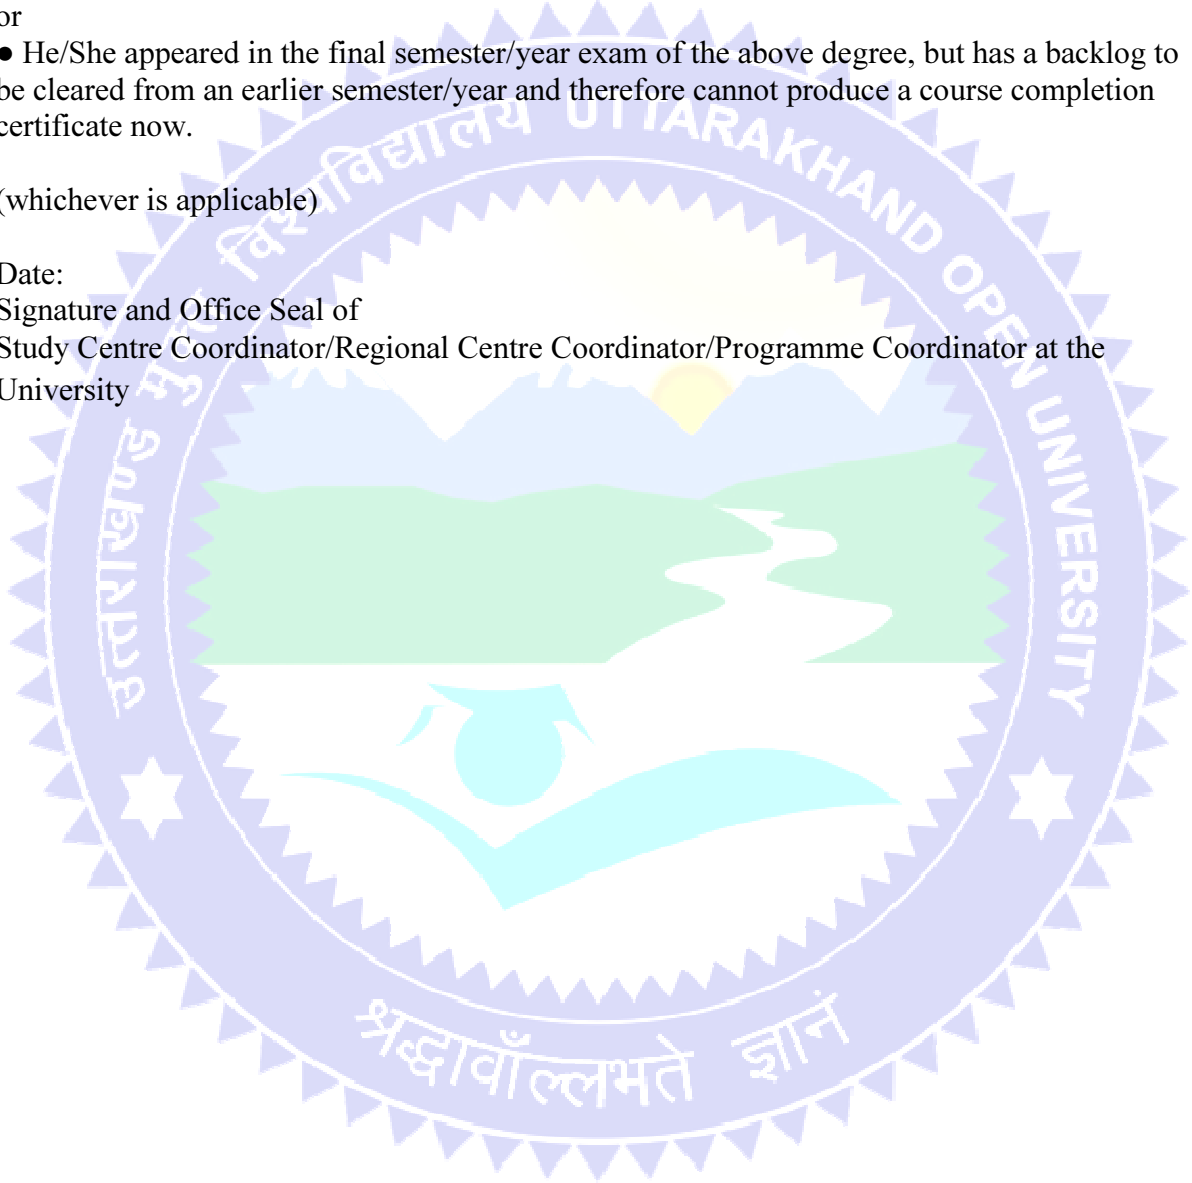 or
● He/She appeared in the final semester/year exam of the above degree, but has a backlog to
be cleared from an earlier semester/year and therefore cannot produce a course completion
certificate now.
(whichever is applicable)
Date:
Signature and Office Seal of
Study Centre Coordinator/Regional Centre Coordinator/Programme Coordinator at the
University
उत्तराखण्ड मुक्त विश्वविद्यालय UTTARAKHAND OPEN UNIVERSITY
श्रद्धावाँल्लभते ज्ञानं